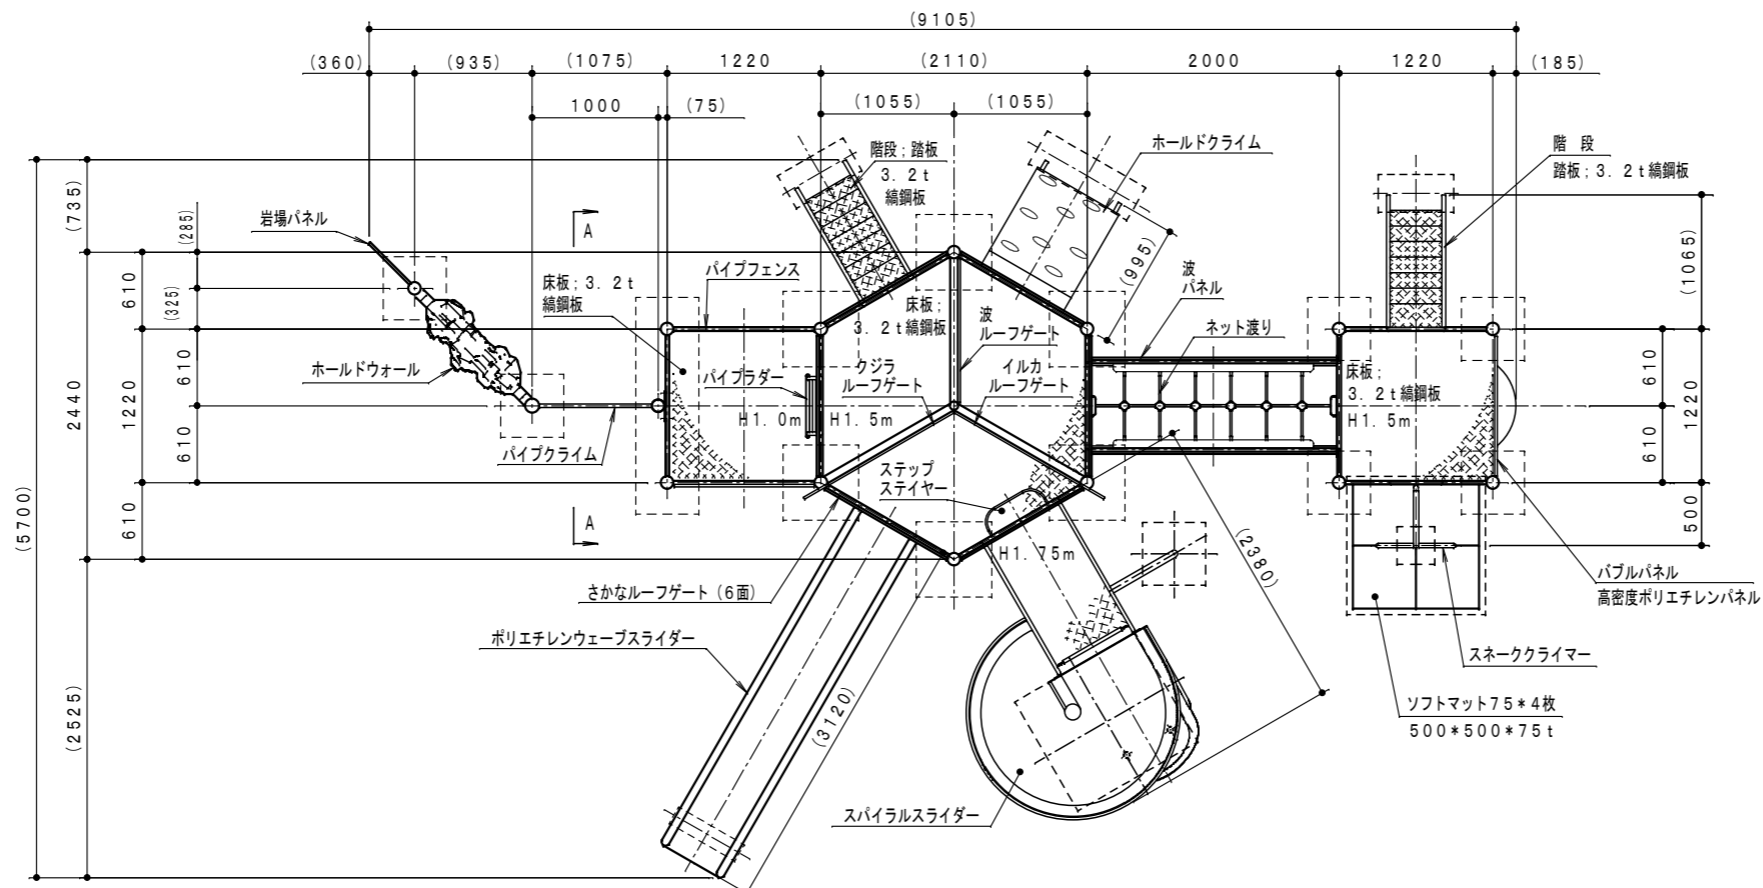 (9105)
(360)
(935)
(1075)
1220
(2110)
2000
1220
(185)
1000
(75)
(1055)
(1055)
階段;踏板
3.2t
縞鋼板
ホールドクライム
階 段
踏板;3.2t縞鋼板
(735)
(285)
岩場パネル
A
(995)
(1065)
610
(325)
パイプフェンス
床板;3.2t
縞鋼板
床板;
3.2t縞鋼板
波
ルーフゲート
波
パネル
ネット渡り
ホールドウォール
パイプラダー
クジラ
ルーフゲート
イルカ
ルーフゲート
床板;
3.2t縞鋼板
H1.5m
2440
1220
610
610
H1.0m
H1.5m
610
610
1220
パイプクライム
ステップ
ステイヤー
(5700)
610
A
H1.75m
(2380)
500
さかなルーフゲート(6面)
バブルパネル
高密度ポリエチレンパネル
ポリエチレンウェーブスライダー
スネーククライマー
(2525)
(3120)
ソフトマット75*4枚
500*500*75t
スパイラルスライダー